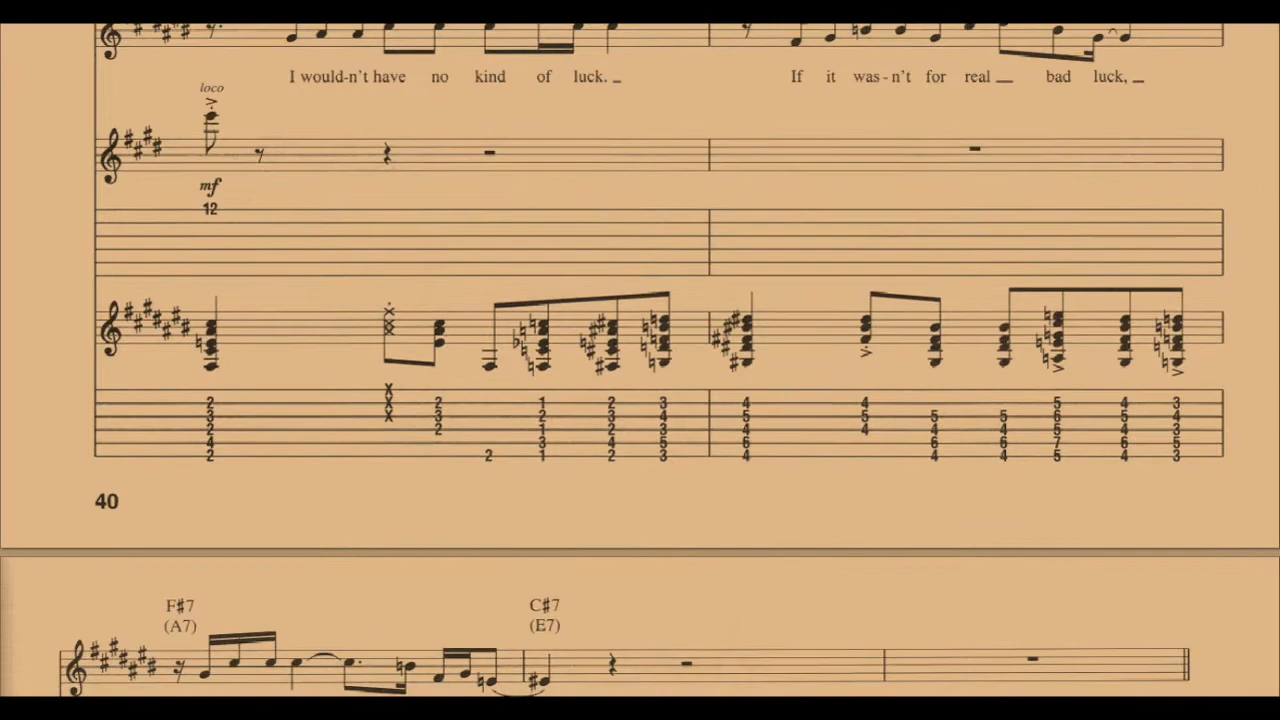 I would-n't have no kind of luck. If it was - n't for real bad luck,
loco
mf
12
X
2 X 2 1 2 3 4 4 5 4 3
3 X 3 2 3 4 5 5 5 5 6 5 4
2 2 1 2 3 4 4 4 4 5 4 3
4 3 4 5 6 6 6 7 6 5
2 2 1 2 3 4 4 4 5 4 3
40
F♯7 C♯7
(A7) (E7)